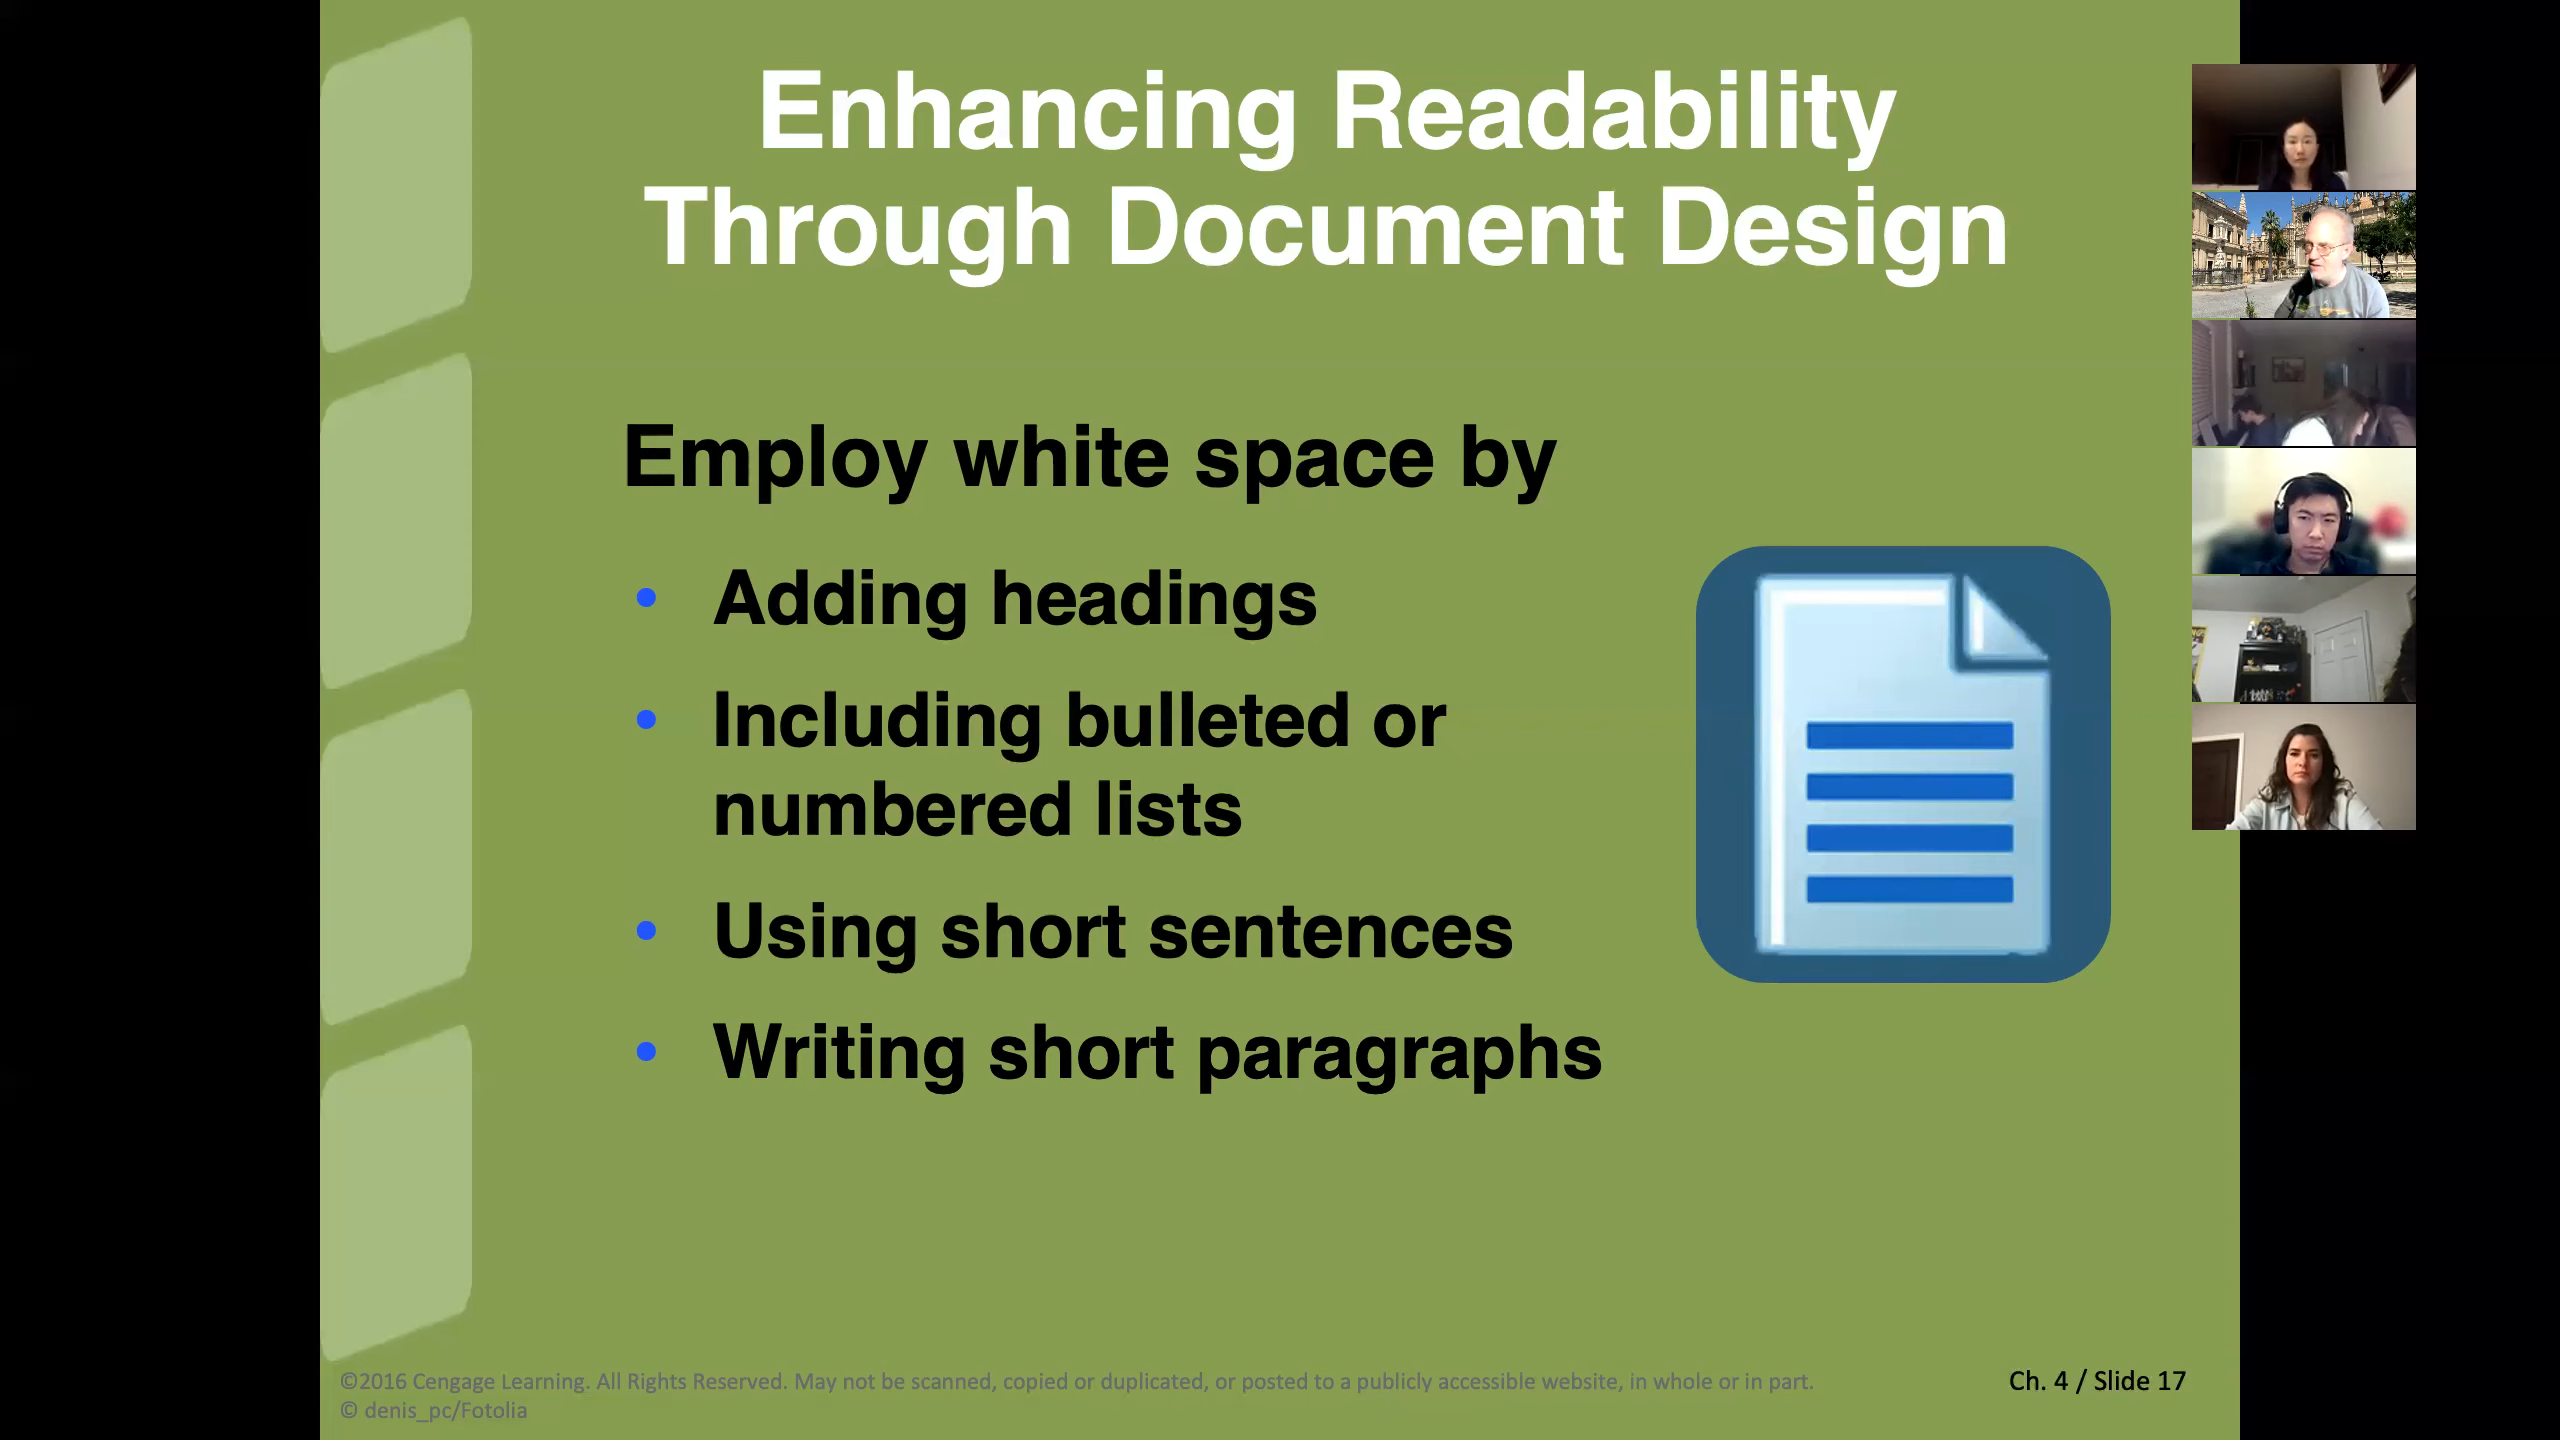 Enhancing Readability
Through Document Design
Employ white space by
• Adding headings
• Including bulleted or
numbered lists
• Using short sentences
• Writing short paragraphs
©2016 Cengage Learning. All Rights Reserved. May not be scanned, copied or duplicated, or posted to a publicly accessible website, in whole or in part.
© denis_pc/Fotolia
Ch. 4 / Slide 17